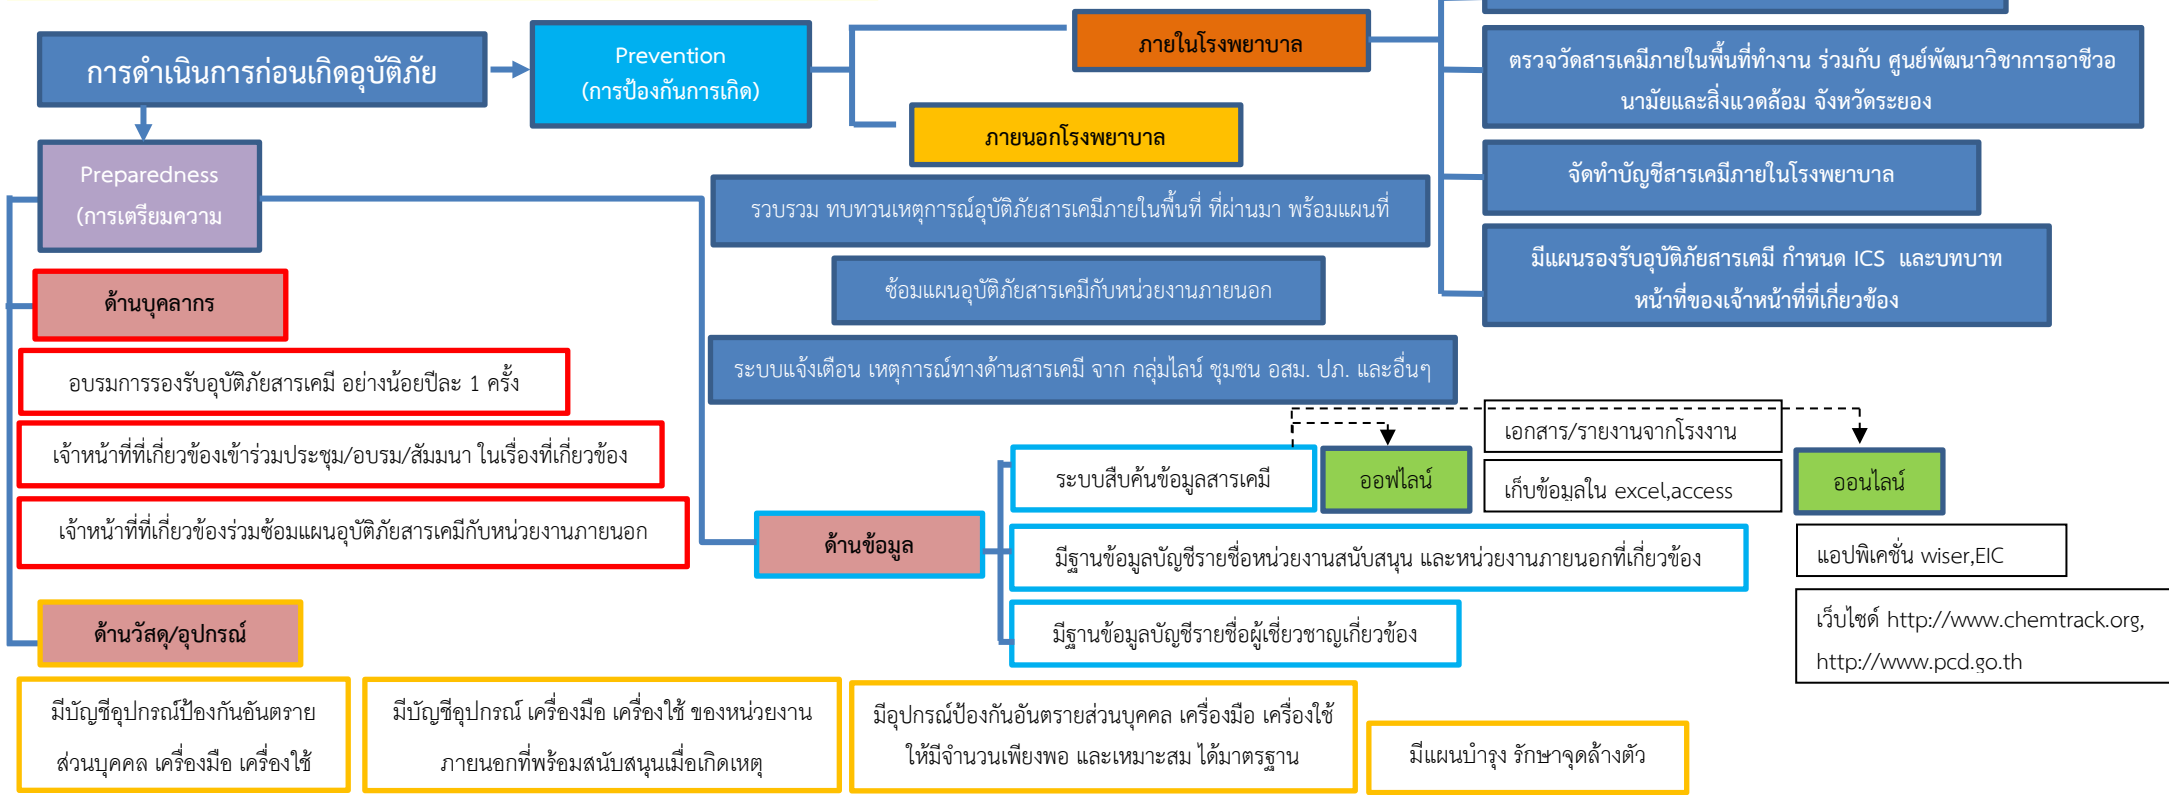 การดำเนินการก่อนเกิดอุบัติภัย
Prevention
(การป้องกันการเกิด)
ภายในโรงพยาบาล
ภายนอกโรงพยาบาล
ตรวจวัดสารเคมีภายในพื้นที่ทำงาน ร่วมกับ ศูนย์พัฒนาวิชาการอาชีวอ
นามัยและสิ่งแวดล้อม จังหวัดระยอง
จัดทำบัญชีสารเคมีภายในโรงพยาบาล
มีแผนรองรับอุบัติภัยสารเคมี กำหนด ICS และบทบาท
หน้าที่ของเจ้าหน้าที่ที่เกี่ยวข้อง
รวบรวม ทบทวนเหตุการณ์อุบัติภัยสารเคมีภายในพื้นที่ ที่ผ่านมา พร้อมแผนที่
ซ้อมแผนอุบัติภัยสารเคมีกับหน่วยงานภายนอก
ระบบแจ้งเตือน เหตุการณ์ทางด้านสารเคมี จาก กลุ่มไลน์ ชุมชน อสม. ปภ. และอื่นๆ
Preparedness
(การเตรียมความ
ด้านบุคลากร
อบรมการรองรับอุบัติภัยสารเคมี อย่างน้อยปีละ 1 ครั้ง
เจ้าหน้าที่ที่เกี่ยวข้องเข้าร่วมประชุม/อบรม/สัมมนา ในเรื่องที่เกี่ยวข้อง
เจ้าหน้าที่ที่เกี่ยวข้องร่วมซ้อมแผนอุบัติภัยสารเคมีกับหน่วยงานภายนอก
ด้านข้อมูล
ระบบสืบค้นข้อมูลสารเคมี
ออฟไลน์
เอกสาร/รายงานจากโรงงาน
เก็บข้อมูลใน excel,access
ออนไลน์
แอปพิเคชั่น wiser,EIC
เว็บไซด์ http://www.chemtrack.org,
http://www.pcd.go.th
มีฐานข้อมูลบัญชีรายชื่อหน่วยงานสนับสนุน และหน่วยงานภายนอกที่เกี่ยวข้อง
มีฐานข้อมูลบัญชีรายชื่อผู้เชี่ยวชาญเกี่ยวข้อง
ด้านวัสดุ/อุปกรณ์
มีบัญชีอุปกรณ์ป้องกันอันตราย
ส่วนบุคคล เครื่องมือ เครื่องใช้
มีบัญชีอุปกรณ์ เครื่องมือ เครื่องใช้ ของหน่วยงาน
ภายนอกที่พร้อมสนับสนุนเมื่อเกิดเหตุ
มีอุปกรณ์ป้องกันอันตรายส่วนบุคคล เครื่องมือ เครื่องใช้
ให้มีจำนวนเพียงพอ และเหมาะสม ได้มาตรฐาน
มีแผนบำรุง รักษาจุดล้างตัว